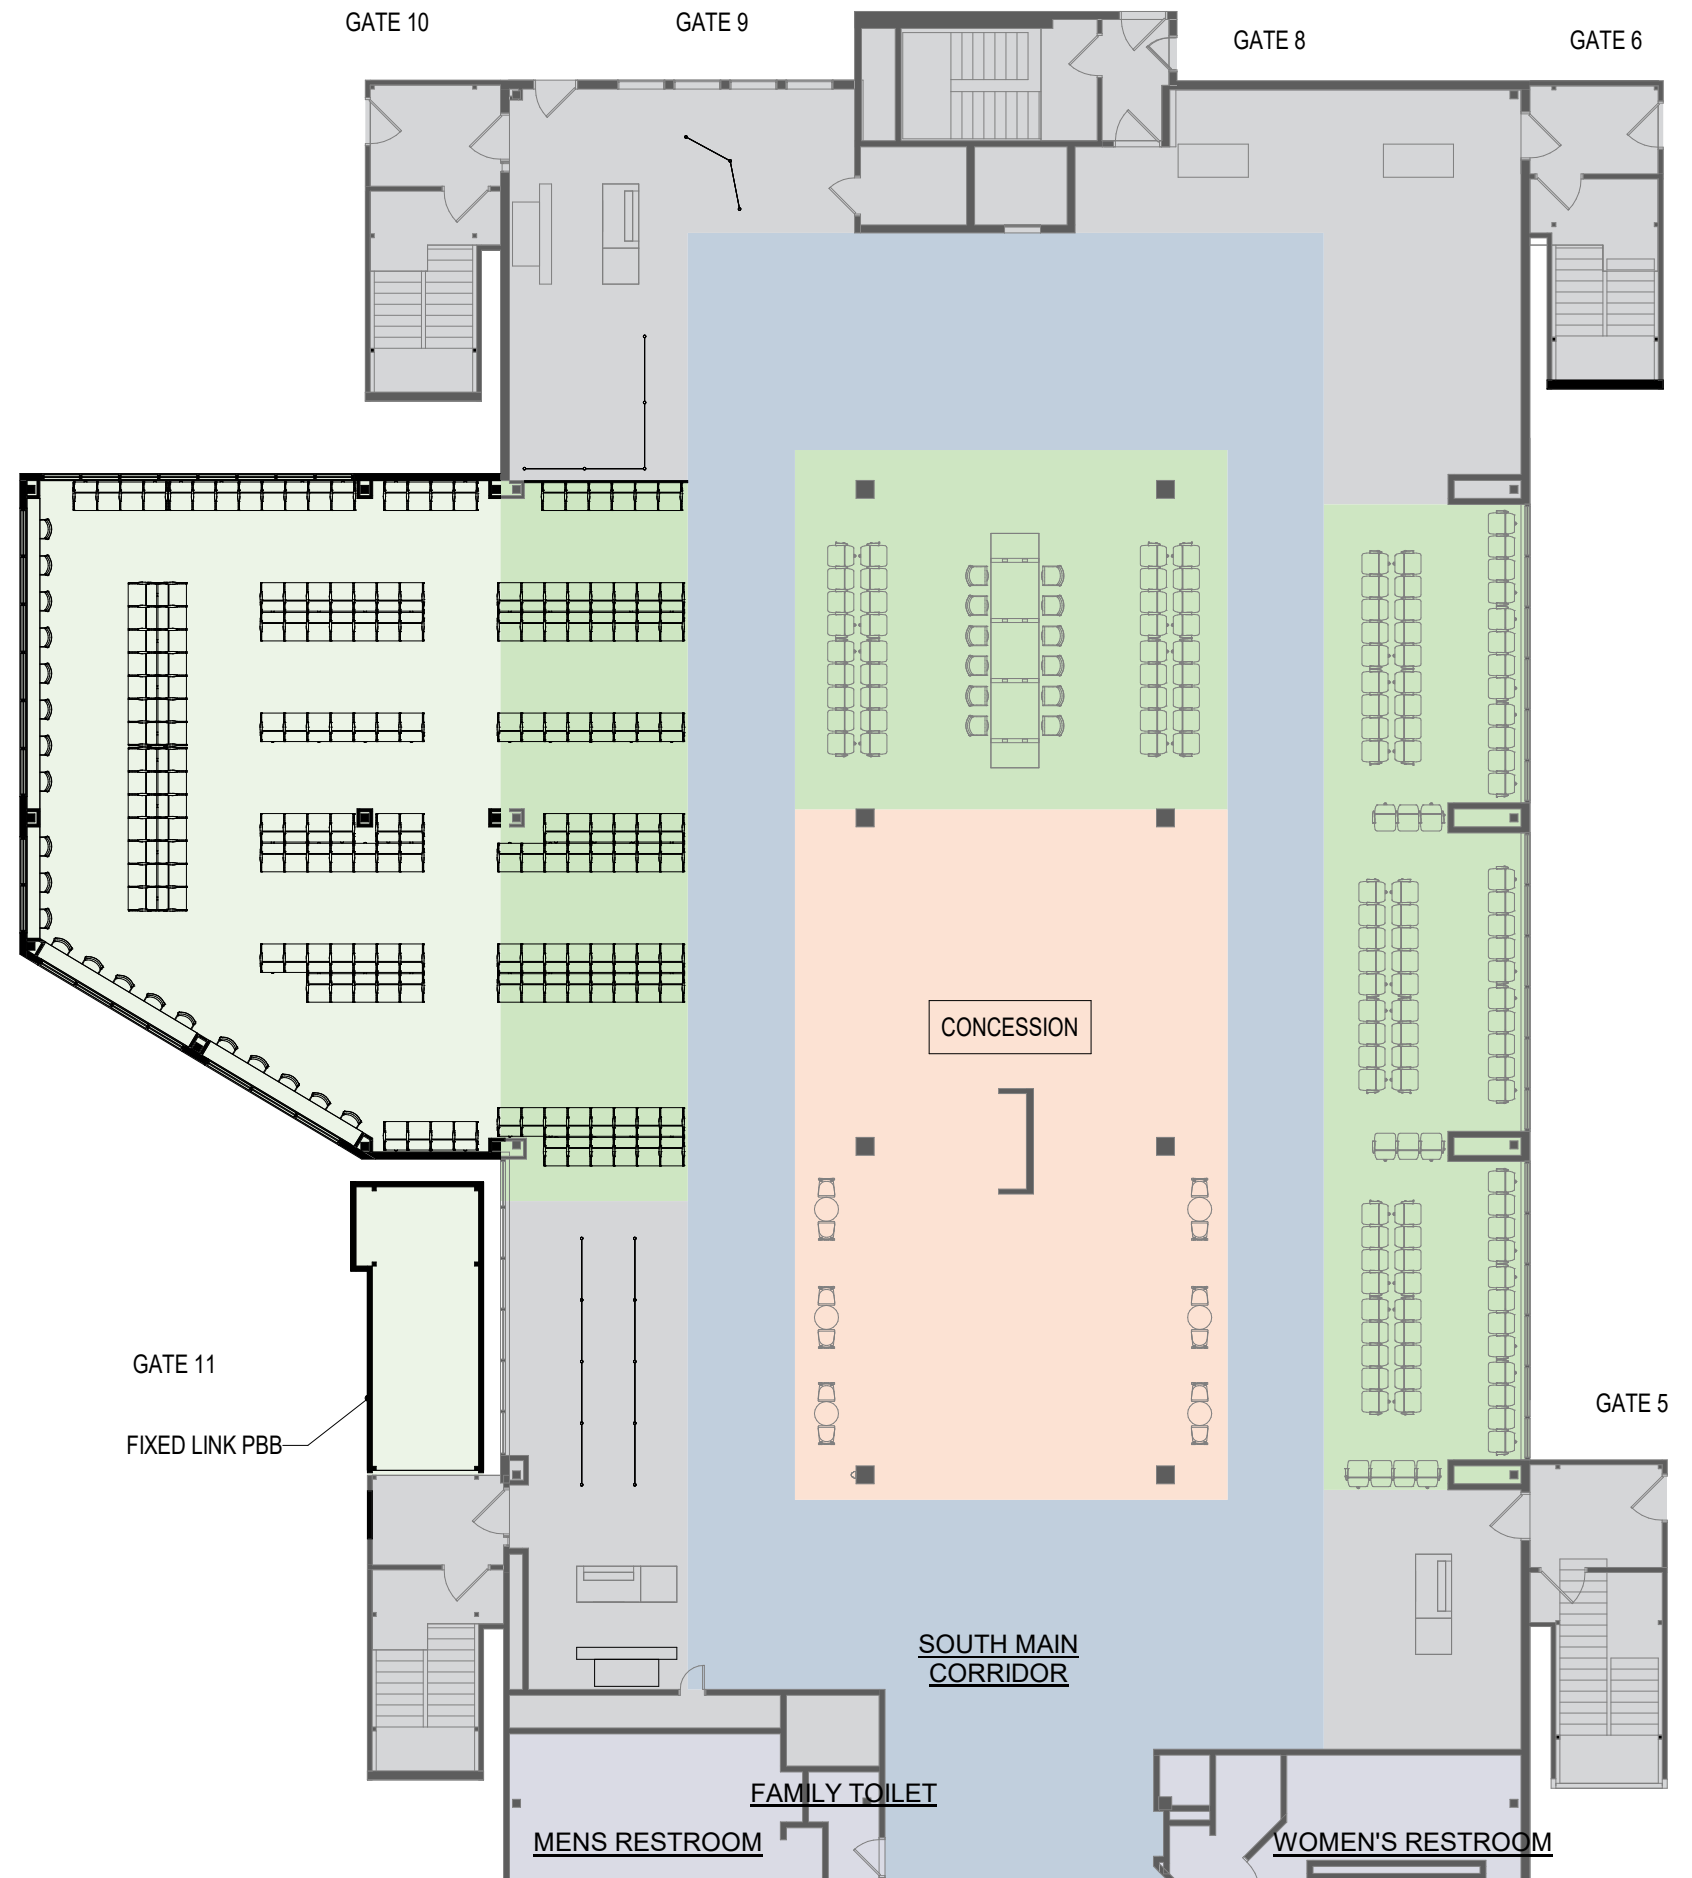 GATE 10
GATE 9
GATE 8
GATE 6
CONCESSION
GATE 11
GATE 5
FIXED LINK PBB
SOUTH MAIN
CORRIDOR
FAMILY TOILET
MENS RESTROOM
WOMEN'S RESTROOM